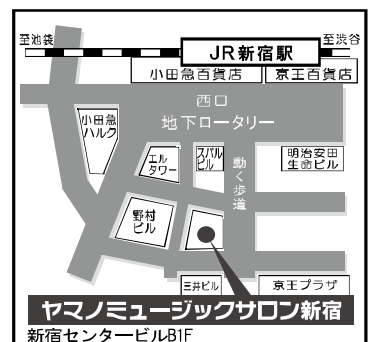 至池袋
JR新宿駅
至渋谷
小田急百貨店
京王百貨店
西口
地下ロータリー
小田急
ハルク
エル
タワー
スバル
ビル
動く歩道
明治安田
生命ビル
野村
ビル
三井ビル
京王プラザ
ヤマノミュージックサロン新宿
新宿センタービルB1F